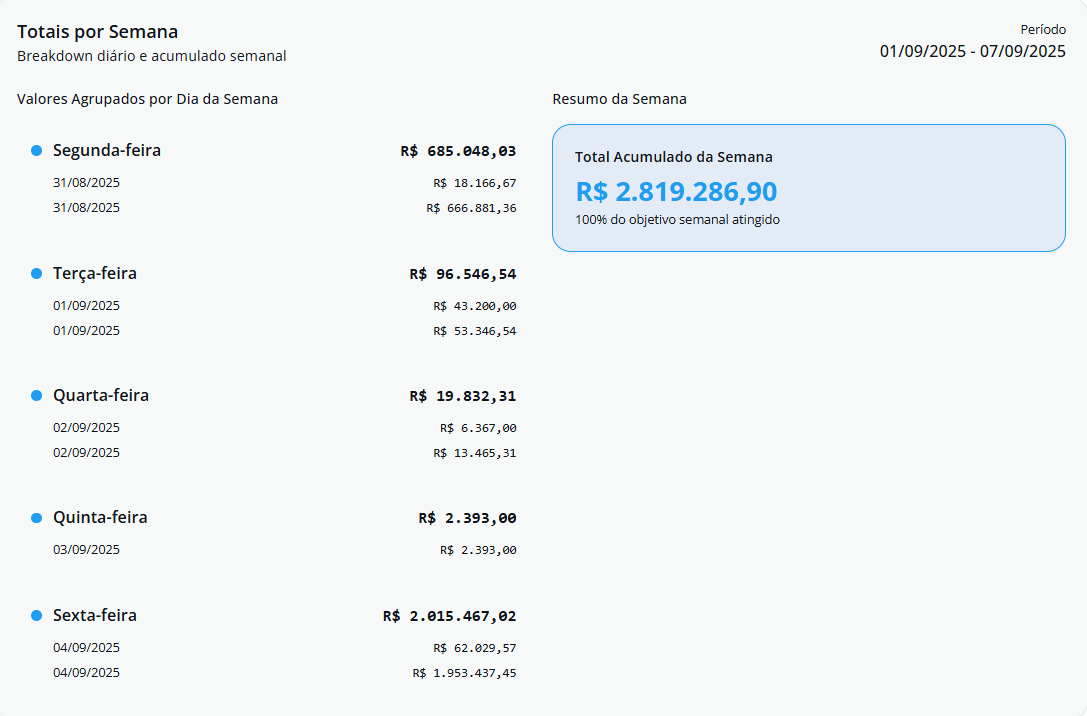 Totais por Semana
Breakdown diário e acumulado semanal
Período
01/09/2025 - 07/09/2025
Valores Agrupados por Dia da Semana
Segunda-feira R$ 685.048,03
31/08/2025 R$ 18.166,67
31/08/2025 R$ 666.881,36
Terça-feira R$ 96.546,54
01/09/2025 R$ 43.200,00
01/09/2025 R$ 53.346,54
Quarta-feira R$ 19.832,31
02/09/2025 R$ 6.367,00
02/09/2025 R$ 13.465,31
Quinta-feira R$ 2.393,00
03/09/2025 R$ 2.393,00
Sexta-feira R$ 2.015.467,02
04/09/2025 R$ 62.029,57
04/09/2025 R$ 1.953.437,45
Resumo da Semana
Total Acumulado da Semana
R$ 2.819.286,90
100% do objetivo semanal atingido